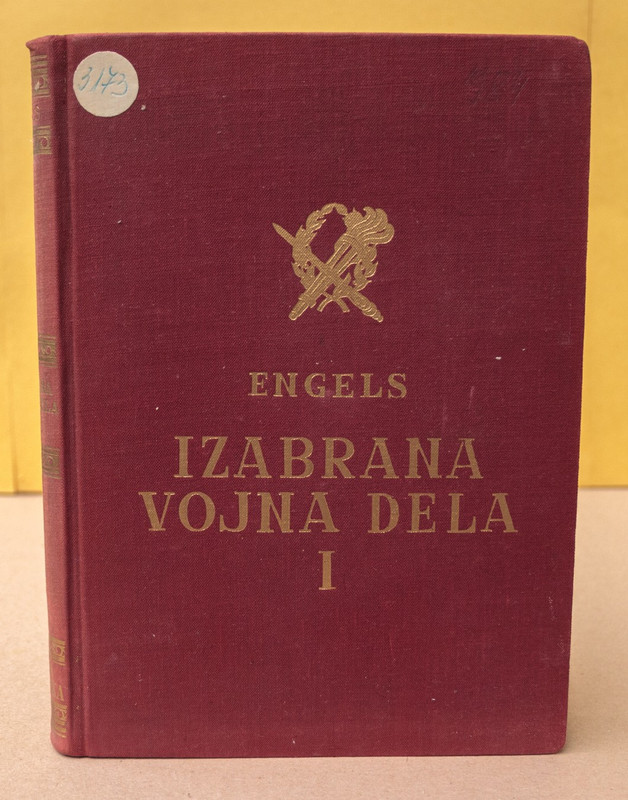 3173
ENGELS
IZABRANA
VOJNA DELA
I